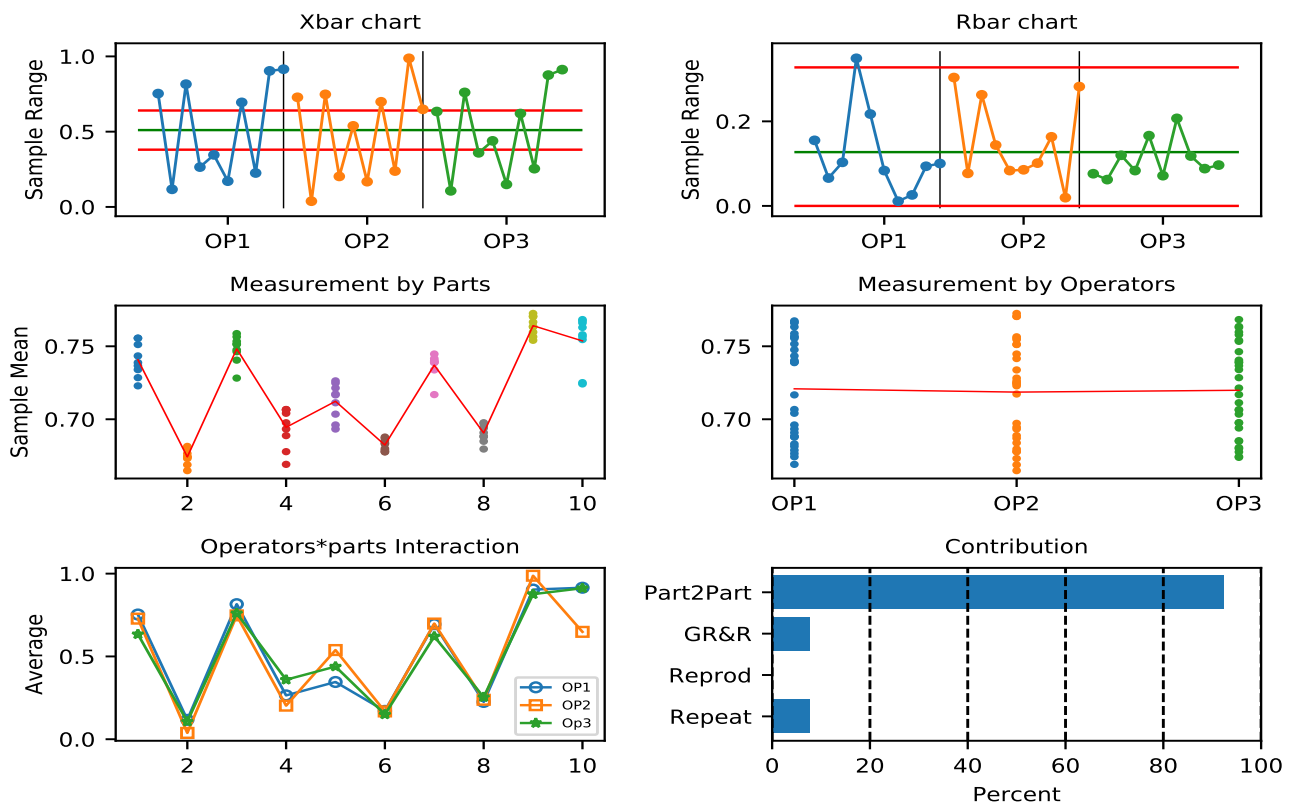 Xbar chart
Sample Range
1.0
0.5
0.0
OP1 OP2 OP3
Rbar chart
Sample Range
0.2
0.0
OP1 OP2 OP3
Measurement by Parts
Sample Mean
0.75
0.70
2 4 6 8 10
Measurement by Operators
0.75
0.70
OP1 OP2 OP3
Operators*parts Interaction
Average
1.0
0.5
0.0
OP1
OP2
Op3
2 4 6 8 10
Contribution
Part2Part
GR&R
Reprod
Repeat
0 20 40 60 80 100
Percent